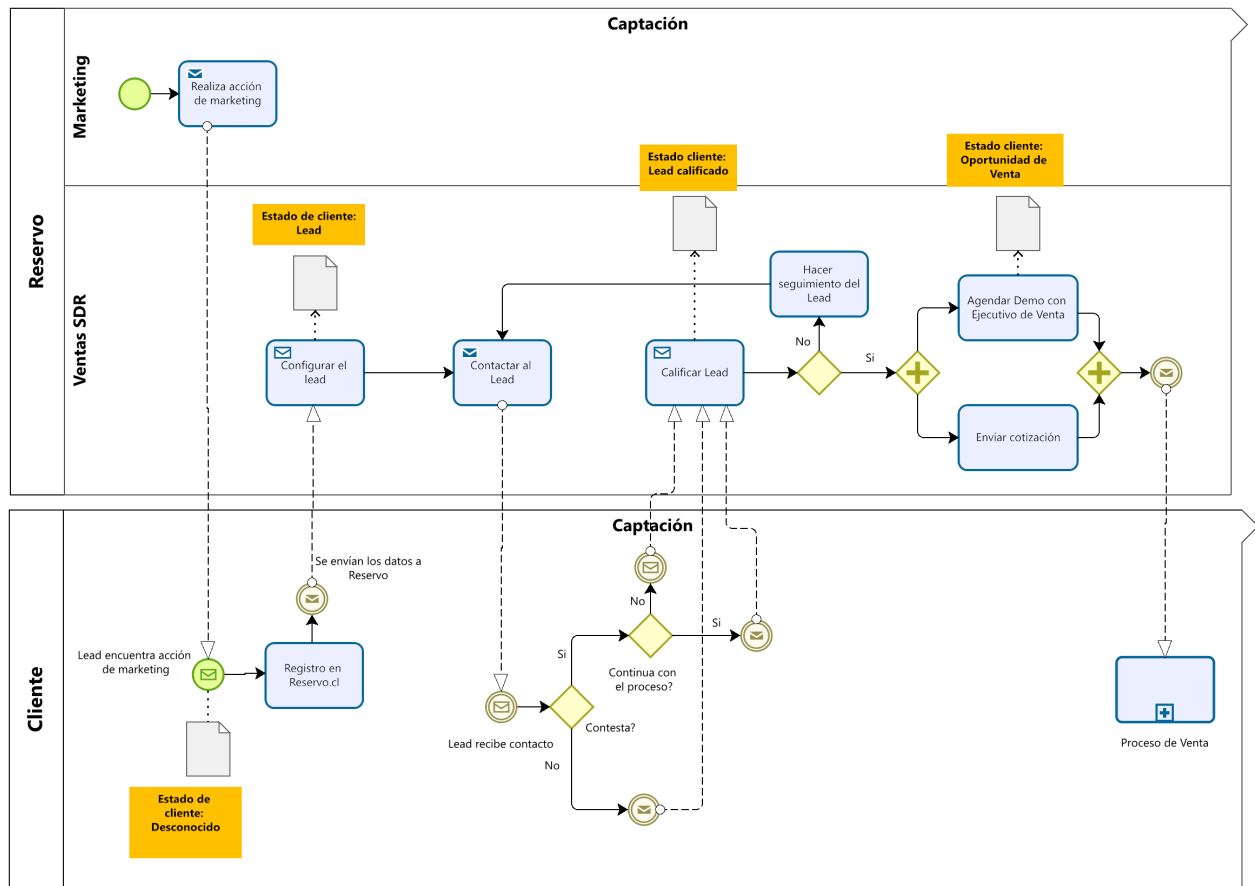 Captación
Reservo
Marketing
Realiza acción
de marketing
Ventas SDR
Estado de cliente:
Lead
Estado cliente:
Lead calificado
Estado cliente:
Oportunidad de
Venta
Configurar el
lead
Contactar al
Lead
Hacer
seguimiento del
Lead
Calificar Lead
No
Si
Agendar Demo con
Ejecutivo de Venta
Envíar cotización
Captación
Cliente
Se envían los datos a
Reservo
Lead encuentra acción
de marketing
Registro en
Reservo.cl
Estado de
cliente:
Desconocido
Lead recibe contacto
Contesta?
Si
No
Continua con
el proceso?
No
Si
Proceso de Venta